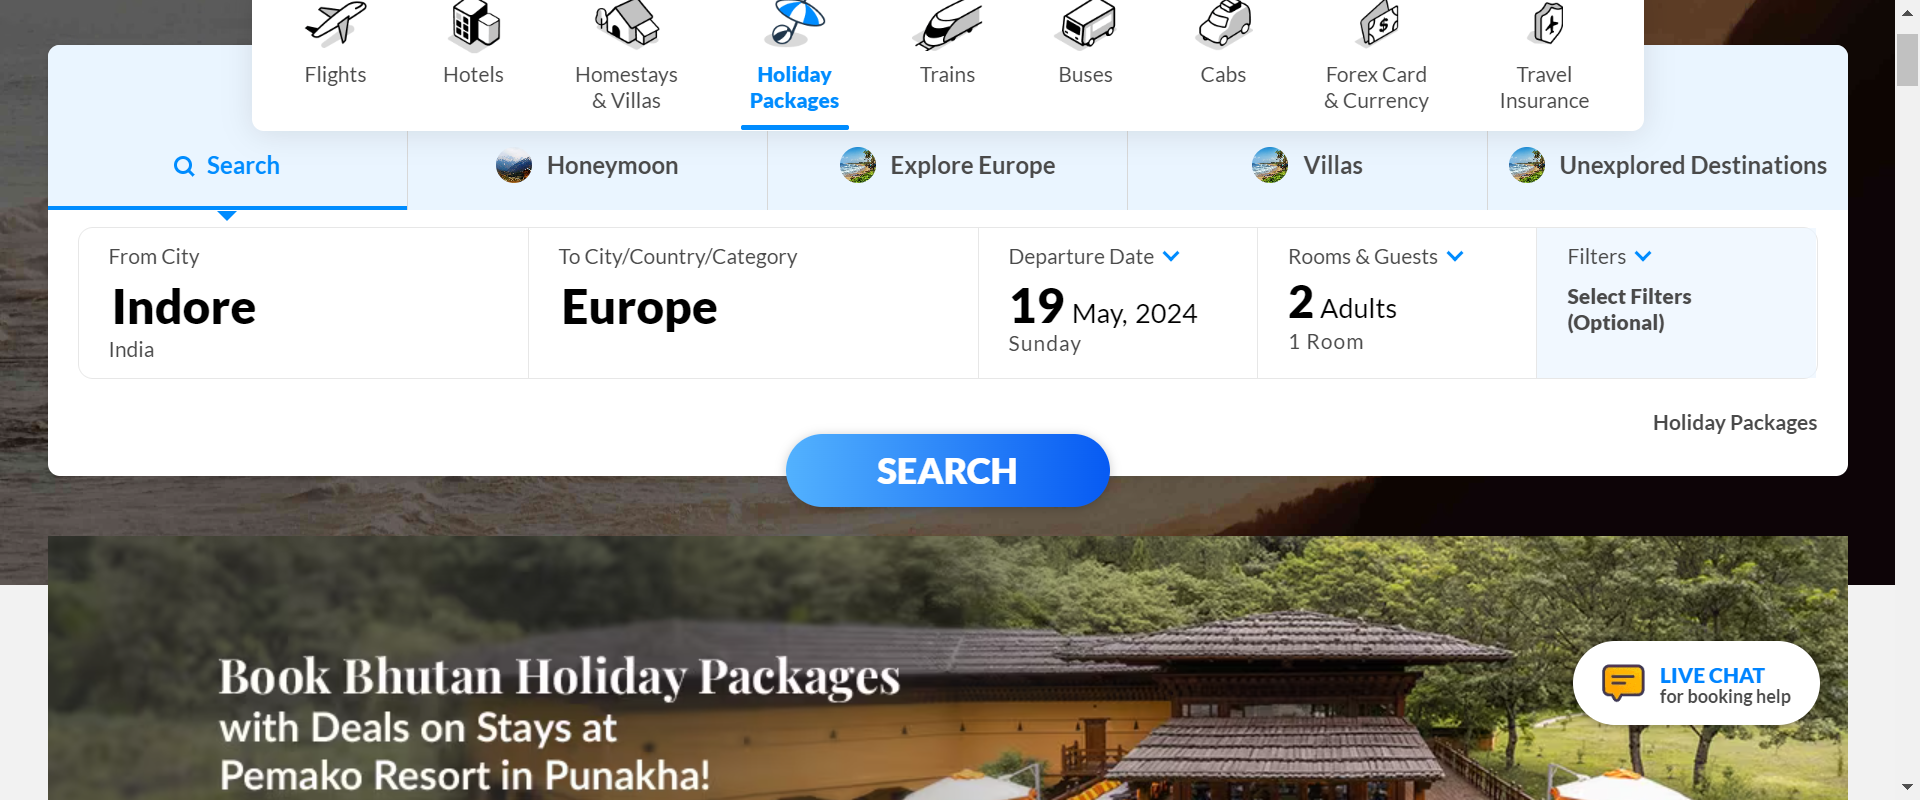 Flights
Hotels
Homestays
& Villas
Holiday
Packages
Trains
Buses
Cabs
Forex Card
& Currency
Travel
Insurance
Search
Honeymoon
Explore Europe
Villas
Unexplored Destinations
From City
Indore
India
To City/Country/Category
Europe
Departure Date
19 May, 2024
Sunday
Rooms & Guests
2 Adults
1 Room
Filters
Select Filters
(Optional)
Holiday Packages
SEARCH
Book Bhutan Holiday Packages
with Deals on Stays at
Pemako Resort in Punakha!
LIVE CHAT
for booking help